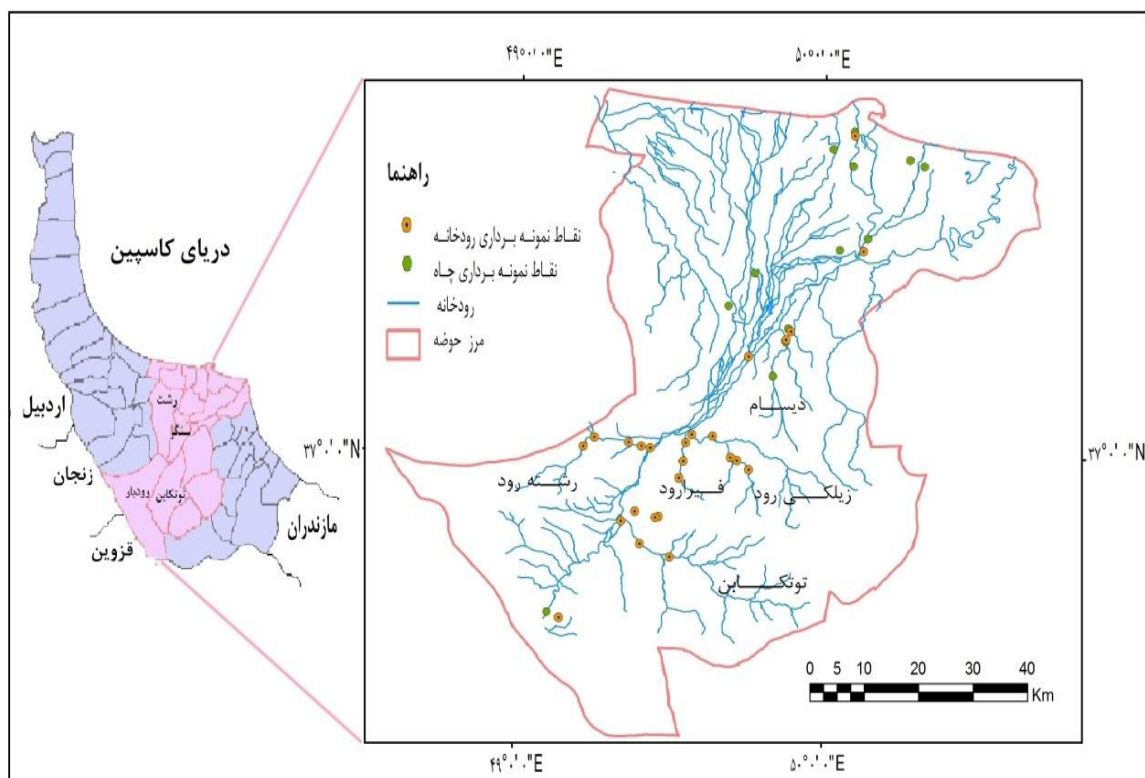 ۴۹°۰'۰"E
۵۰°۰'۰"E
راهنما
نقاط نمونه برداری رودخانه
نقاط نمونه برداری چاه
رودخانه
مرز حوضه
دریای کاسپین
رشت
سنگر
اردبیل
زنجان
رودبار
توتکابن
قزوین
مازندران
۳۷°۰'۰"N
۳۷°۰'۰"N
دیسام
رشته رود
فیرارود
زیلکی رود
توتکابن
0 5 10 20 30 40
Km
۴۹°۰'۰"E
۵۰°۰'۰"E